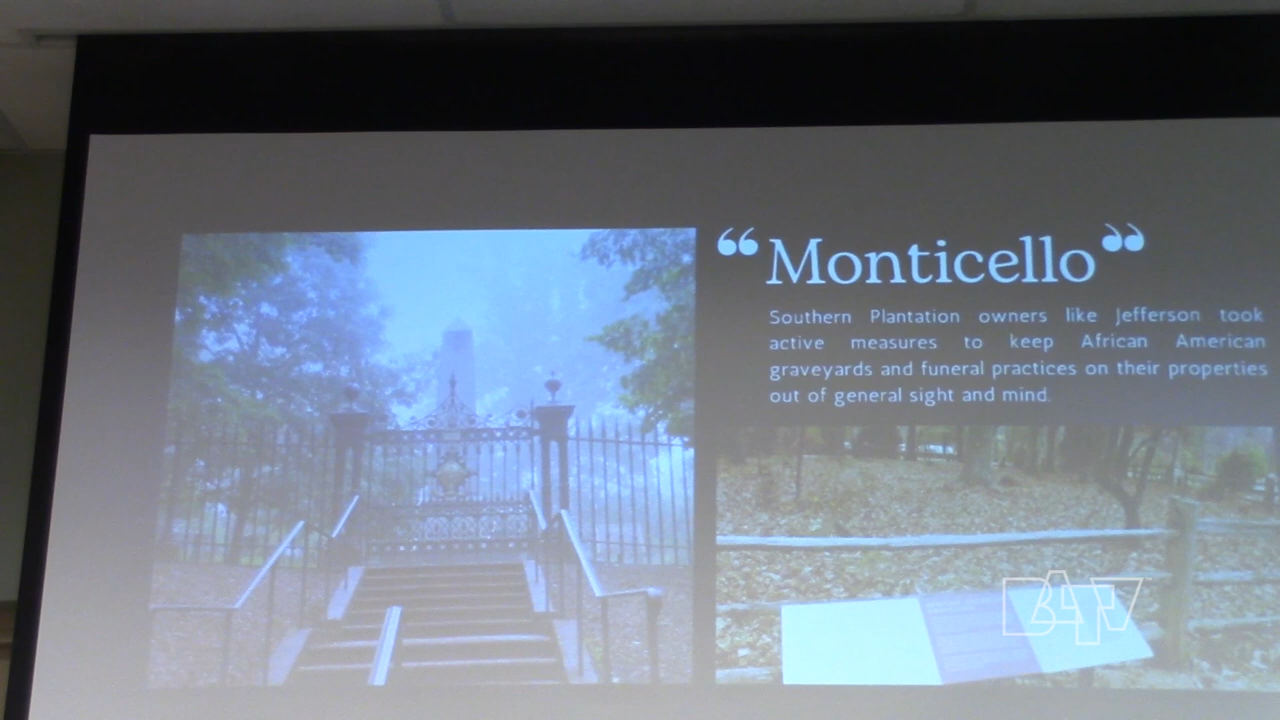 “Monticello”
Southern Plantation owners like Jefferson took
active measures to keep African American
graveyards and funeral practices on their properties
out of general sight and mind.
BATV